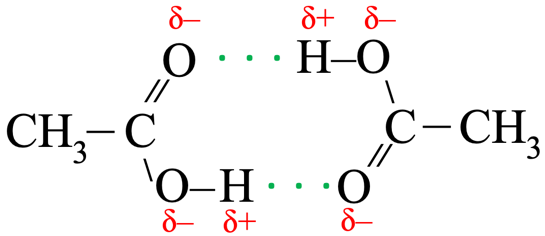 δ– δ+ δ–
O · · · H–O
CH₃–C C–CH₃
O–H · · · O
δ– δ+ δ–